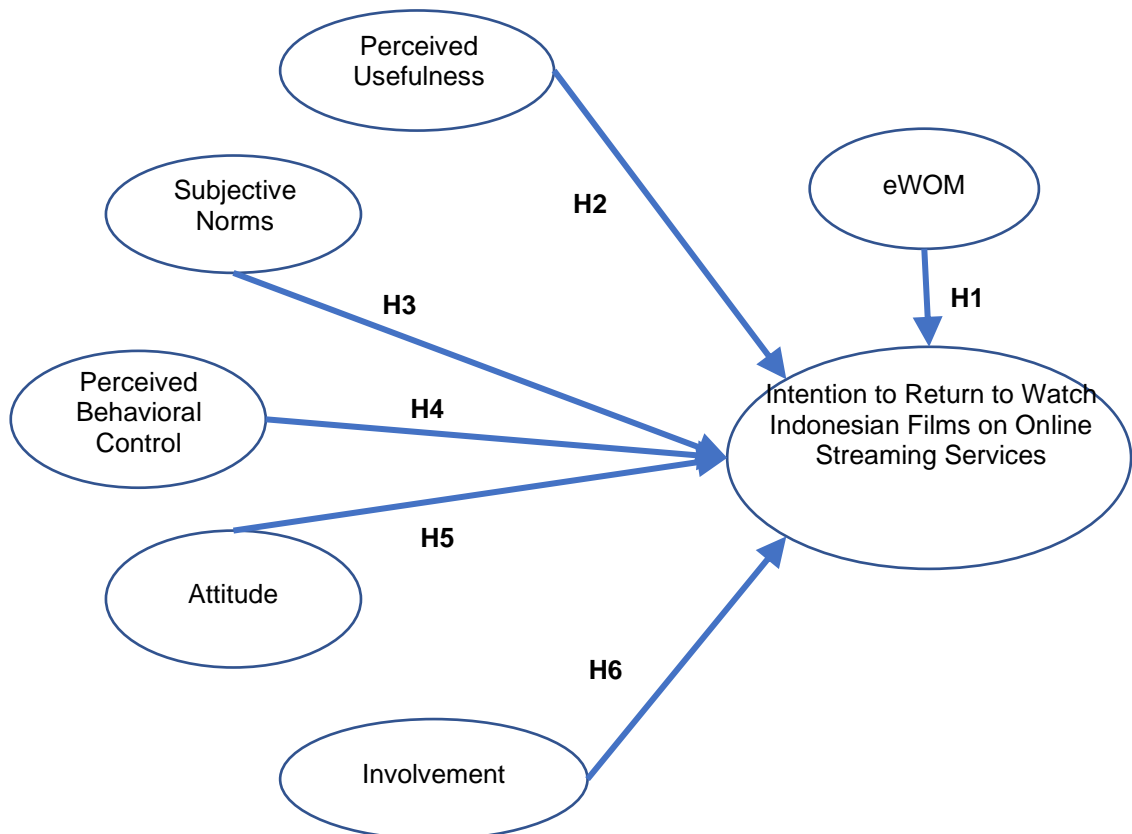 Perceived
Usefulness
eWOM
Subjective
Norms
H2
H1
H3
Perceived
Behavioral
Control
H4
Intention to Return to Watch
Indonesian Films on Online
Streaming Services
H5
Attitude
H6
Involvement